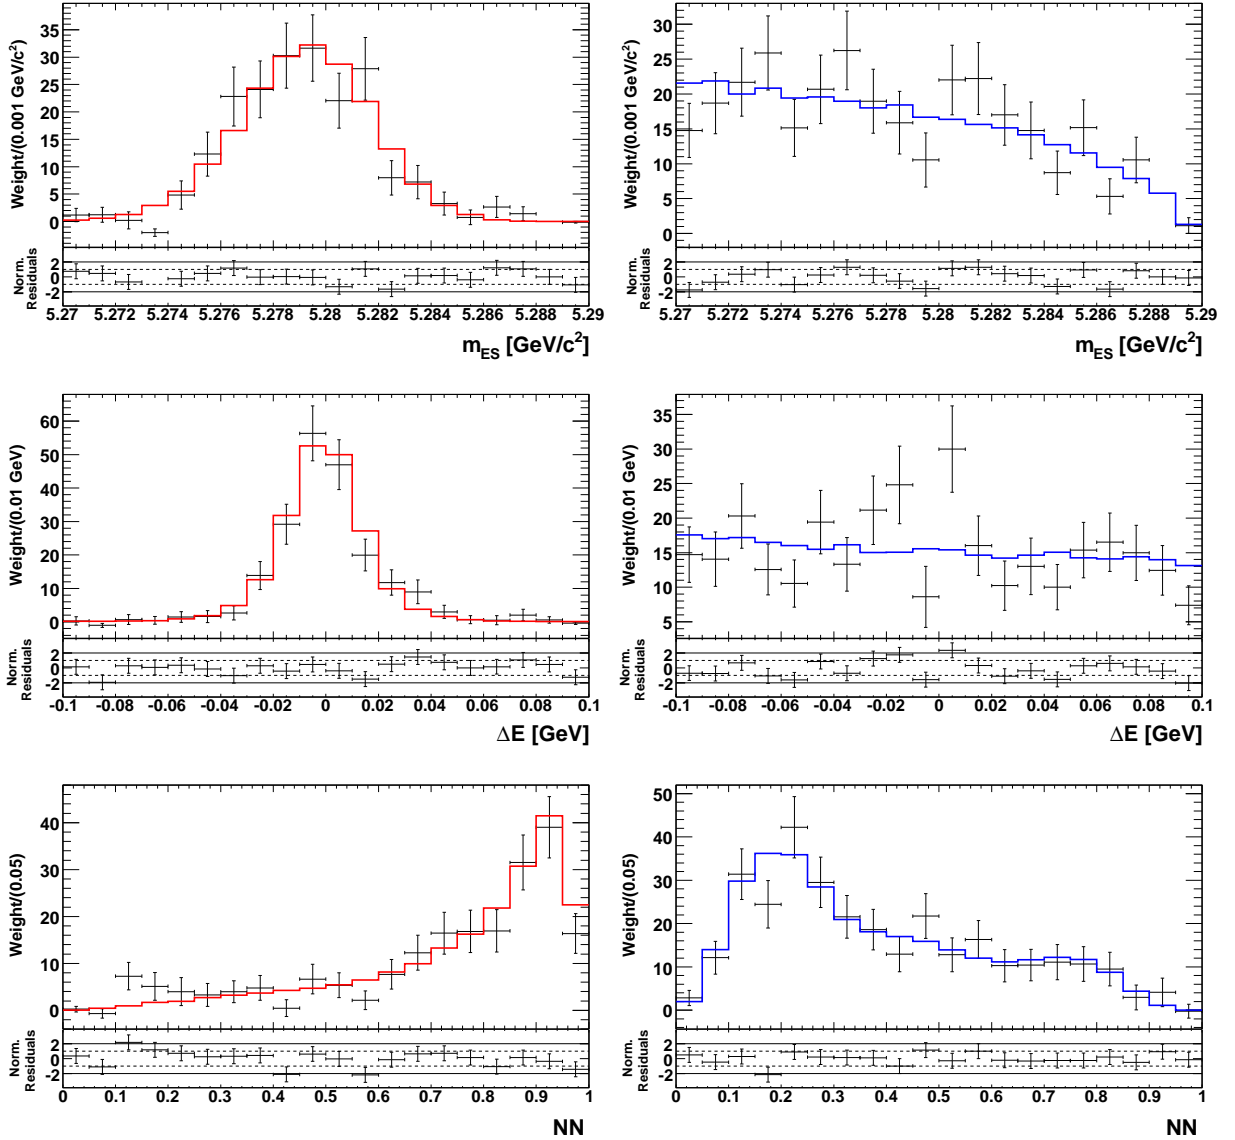 Weight/(0.001 GeV/c²)
35
30
25
20
15
10
5
0
Norm.
Residuals
2
0
-2
5.27 5.272 5.274 5.276 5.278 5.28 5.282 5.284 5.286 5.288 5.29
m_ES [GeV/c²]
Weight/(0.001 GeV/c²)
30
25
20
15
10
5
0
Norm.
Residuals
2
0
-2
5.27 5.272 5.274 5.276 5.278 5.28 5.282 5.284 5.286 5.288 5.29
m_ES [GeV/c²]
Weight/(0.01 GeV)
60
50
40
30
20
10
0
Norm.
Residuals
2
0
-2
-0.1 -0.08 -0.06 -0.04 -0.02 0 0.02 0.04 0.06 0.08 0.1
ΔE [GeV]
Weight/(0.01 GeV)
35
30
25
20
15
10
5
Norm.
Residuals
2
0
-2
-0.1 -0.08 -0.06 -0.04 -0.02 0 0.02 0.04 0.06 0.08 0.1
ΔE [GeV]
Weight/(0.05)
40
30
20
10
0
Norm.
Residuals
2
0
-2
0 0.1 0.2 0.3 0.4 0.5 0.6 0.7 0.8 0.9 1
NN
Weight/(0.05)
50
40
30
20
10
0
Norm.
Residuals
2
0
-2
0 0.1 0.2 0.3 0.4 0.5 0.6 0.7 0.8 0.9 1
NN